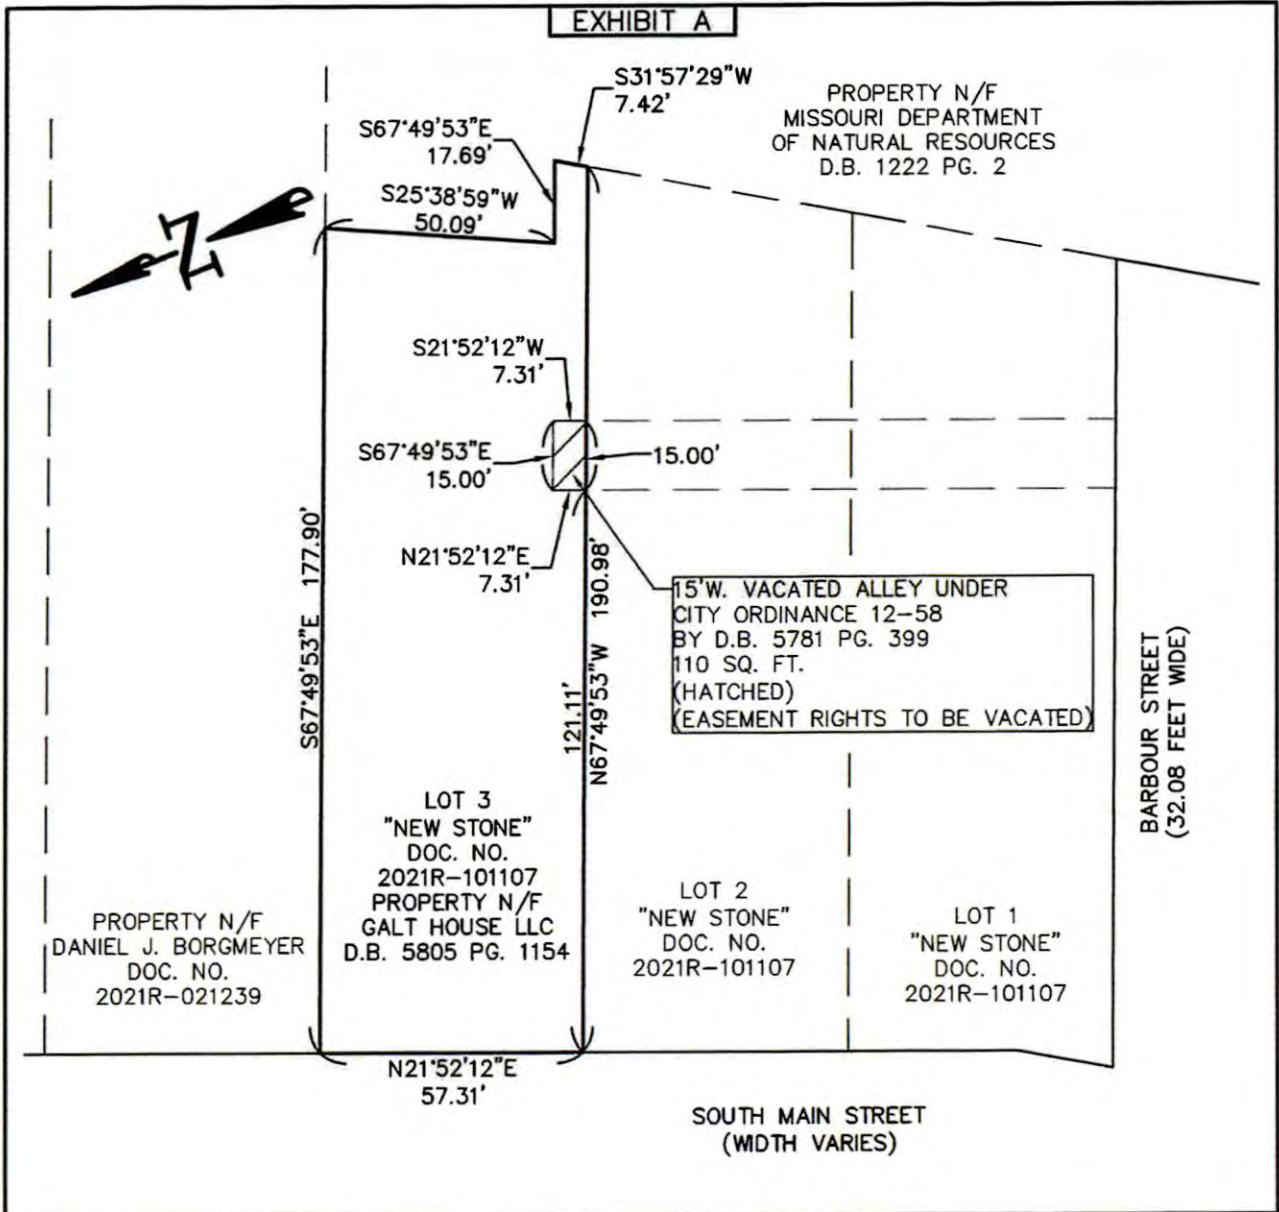 EXHIBIT A
S31°57'29"W
7.42'
PROPERTY N/F
MISSOURI DEPARTMENT
OF NATURAL RESOURCES
D.B. 1222 PG. 2
S67°49'53"E
17.69'
S25°38'59"W
50.09'
N
S21°52'12"W
7.31'
S67°49'53"E
15.00'
15.00'
N21°52'12"E
7.31'
S67°49'53"E 177.90'
121.11'
N67°49'53"W 190.98'
15'W. VACATED ALLEY UNDER
CITY ORDINANCE 12-58
BY D.B. 5781 PG. 399
110 SQ. FT.
(HATCHED)
(EASEMENT RIGHTS TO BE VACATED)
BARBOUR STREET
(32.08 FEET WIDE)
LOT 3
"NEW STONE"
DOC. NO.
2021R-101107
PROPERTY N/F
GALT HOUSE LLC
D.B. 5805 PG. 1154
PROPERTY N/F
DANIEL J. BORGMEYER
DOC. NO.
2021R-021239
LOT 2
"NEW STONE"
DOC. NO.
2021R-101107
LOT 1
"NEW STONE"
DOC. NO.
2021R-101107
N21°52'12"E
57.31'
SOUTH MAIN STREET
(WIDTH VARIES)